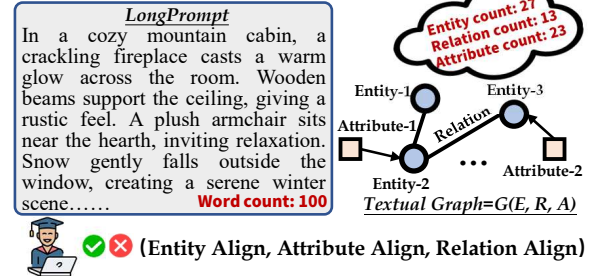 LongPrompt
In a cozy mountain cabin, a
crackling fireplace casts a warm
glow across the room. Wooden
beams support the ceiling, giving a
rustic feel. A plush armchair sits
near the hearth, inviting relaxation.
Snow gently falls outside the
window, creating a serene winter
scene…… Word count: 100
Entity count: 27
Relation count: 13
Attribute count: 23
Entity-1
Entity-3
Attribute-1
Relation
Entity-2
...
Attribute-2
Textual Graph=G(E, R, A)
(Entity Align, Attribute Align, Relation Align)